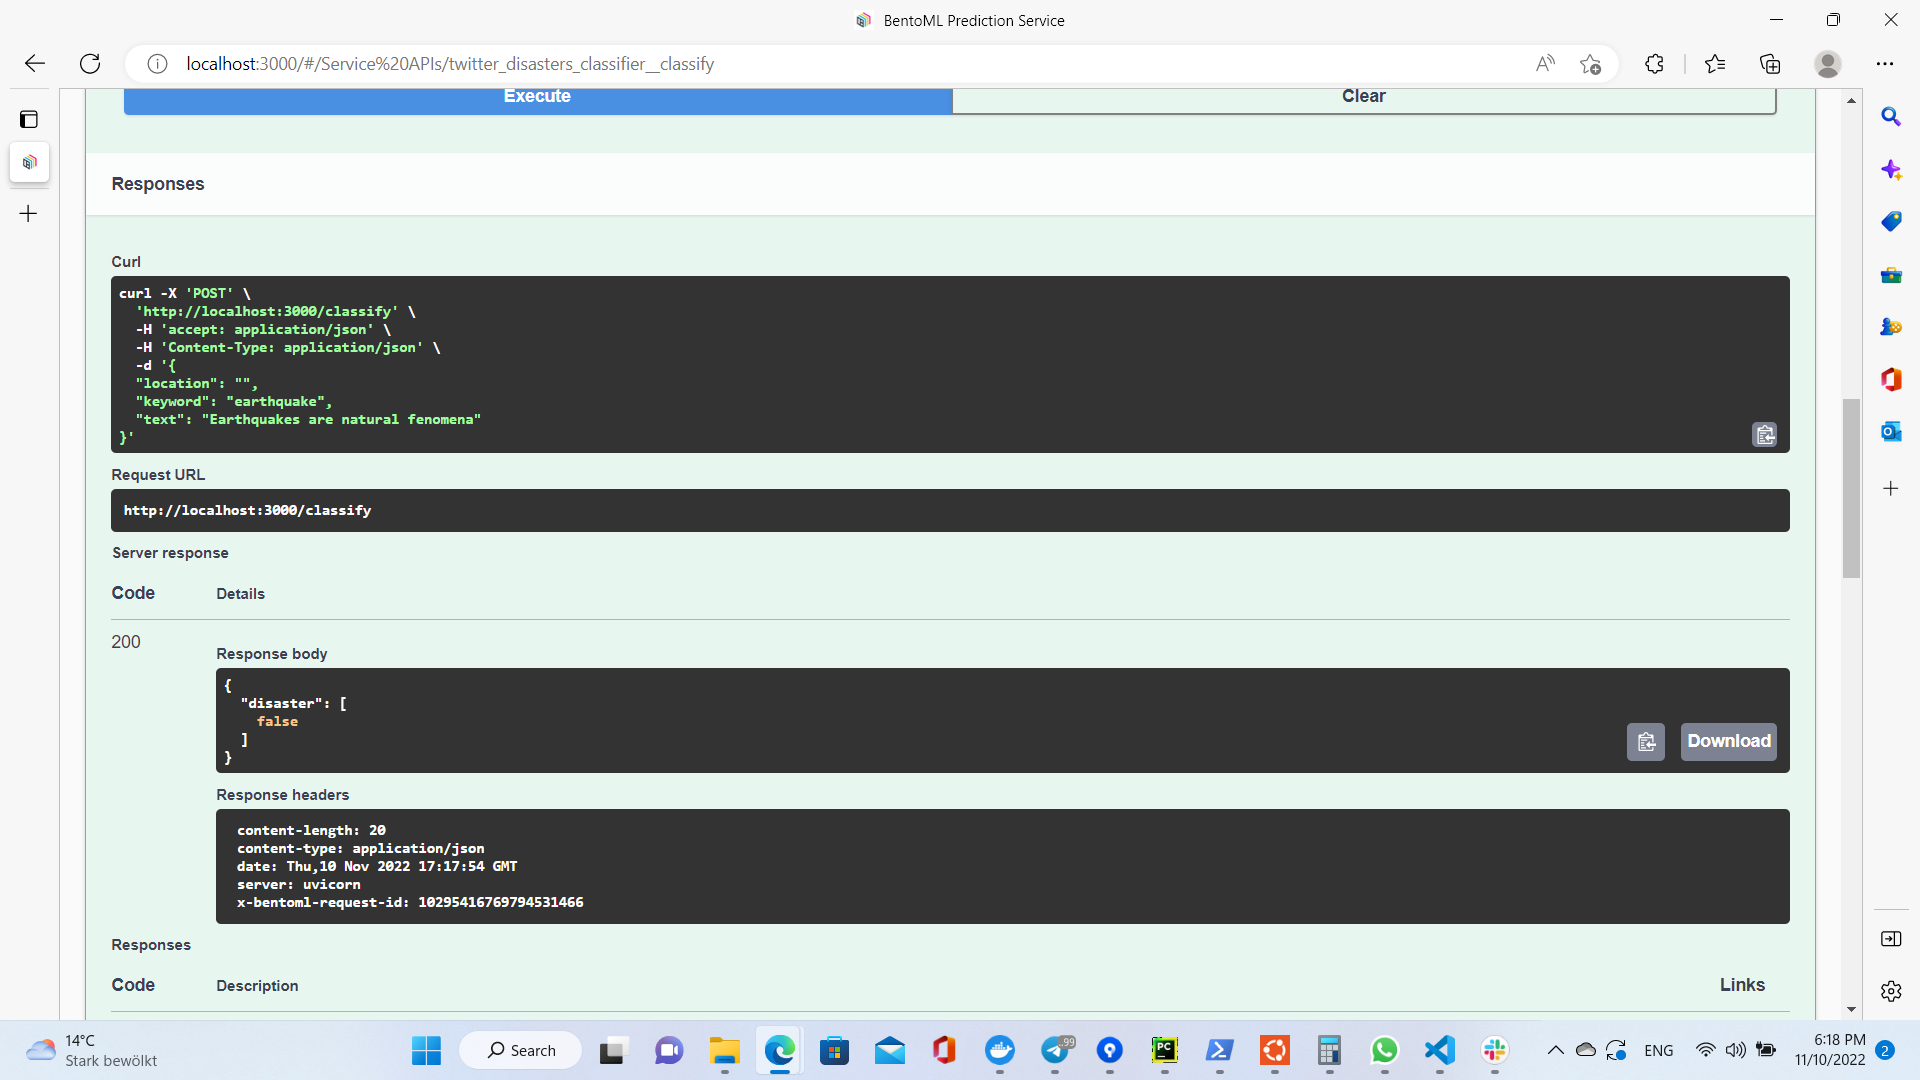 BentoML Prediction Service
localhost:3000/#/Service%20APIs/twitter_disasters_classifier__classify
Execute
Clear
Responses
Curl
curl -X 'POST' \
'http://localhost:3000/classify' \
-H 'accept: application/json' \
-H 'Content-Type: application/json' \
-d '{
"location": "",
"keyword": "earthquake",
"text": "Earthquakes are natural fenomena"
}'
Request URL
http://localhost:3000/classify
Server response
Code Details
200
Response body
{
"disaster": [
false
]
}
Download
Response headers
content-length: 20
content-type: application/json
date: Thu,10 Nov 2022 17:17:54 GMT
server: uvicorn
x-bentoml-request-id: 10295416769794531466
Responses
Code Description Links
14°C
Stark bewölkt
Search
99
PC
ENG
6:18 PM
11/10/2022
2